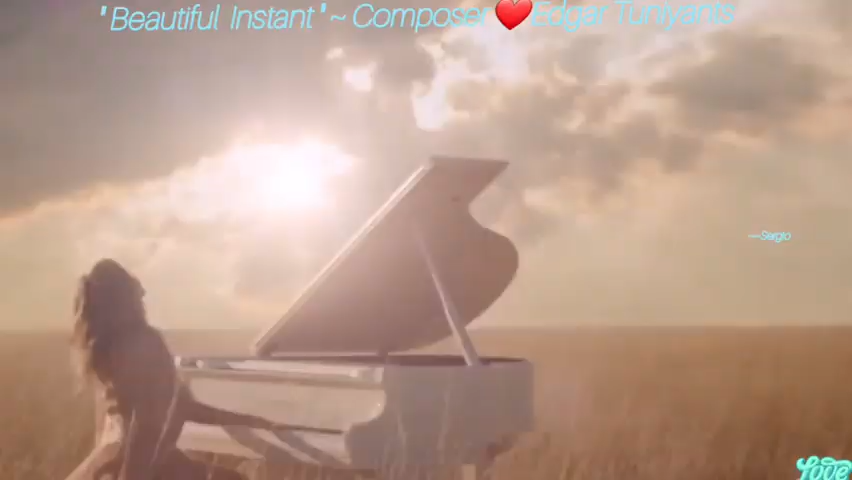 "Beautiful Instant" ~ Composer ❤️Edgar Tuniyants
---Sergio
Love